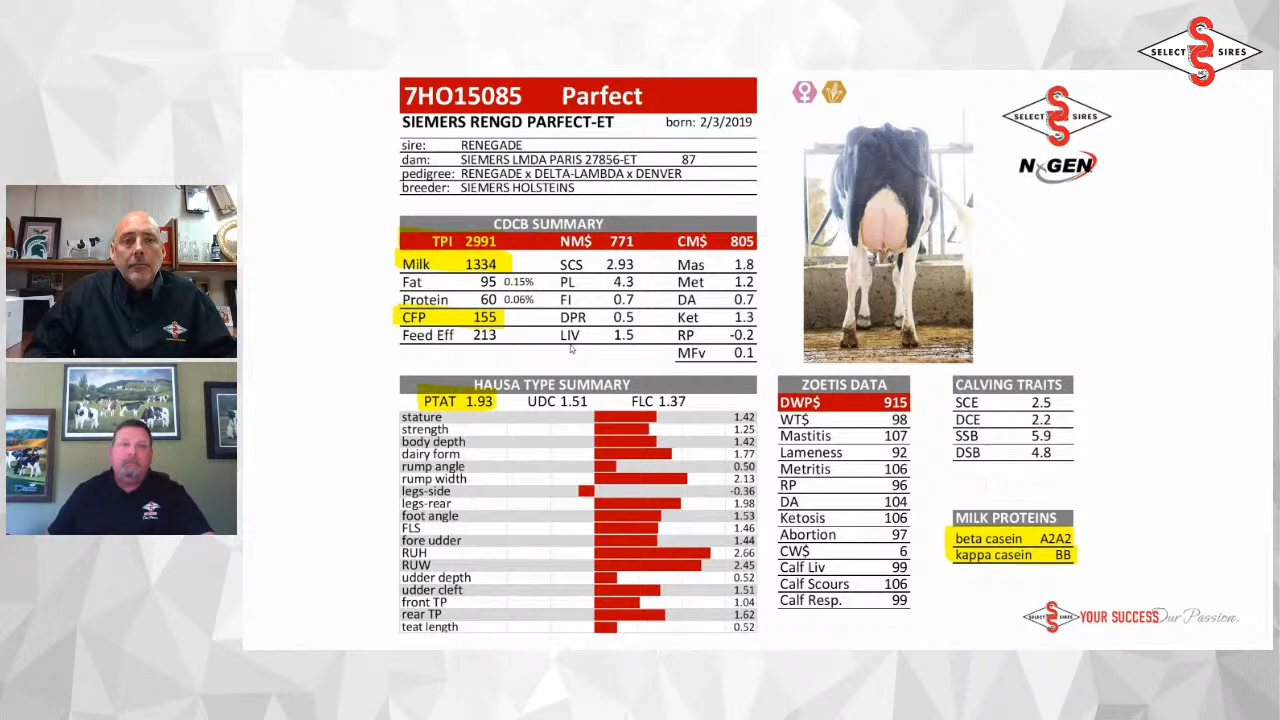 SELECT SIRES INC
7HO15085 Parfect
SIEMERS RENGD PARFECT-ET born: 2/3/2019
sire: RENEGADE
dam: SIEMERS LMDA PARIS 27856-ET 87
pedigree: RENEGADE x DELTA-LAMBDA x DENVER
breeder: SIEMERS HOLSTEINS
SELECT SIRES INC
NxGEN
CDCB SUMMARY
TPI 2991 NM$ 771 CM$ 805
Milk 1334 SCS 2.93 Mas 1.8
Fat 95 0.15% PL 4.3 Met 1.2
Protein 60 0.06% FI 0.7 DA 0.7
CFP 155 DPR 0.5 Ket 1.3
Feed Eff 213 LIV 1.5 RP -0.2
MFv 0.1
HAUSA TYPE SUMMARY
PTAT 1.93 UDC 1.51 FLC 1.37
stature 1.42
strength 1.25
body depth 1.42
dairy form 1.77
rump angle 0.50
rump width 2.13
legs-side -0.36
legs-rear 1.98
foot angle 1.53
FLS 1.46
fore udder 1.44
RUH 2.66
RUW 2.45
udder depth 0.52
udder cleft 1.51
front TP 1.04
rear TP 1.62
teat length 0.52
ZOETIS DATA
DWP$ 915
WT$ 98
Mastitis 107
Lameness 92
Metritis 106
RP 96
DA 104
Ketosis 106
Abortion 97
CW$ 6
Calf Liv 99
Calf Scours 106
Calf Resp. 99
CALVING TRAITS
SCE 2.5
DCE 2.2
SSB 5.9
DSB 4.8
MILK PROTEINS
beta casein A2A2
kappa casein BB
SELECT SIRES INC YOUR SUCCESS Our Passion.